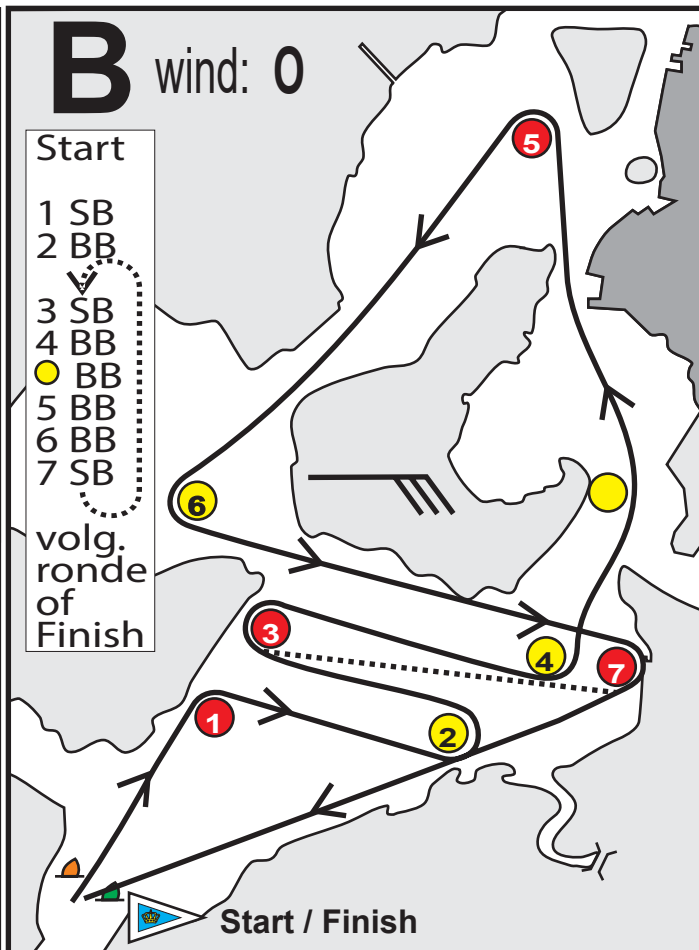 B wind: O
Start
1 SB
2 BB
3 SB
4 BB
BB
5 BB
6 BB
7 SB
volg.
ronde
of
Finish
5
6
3
4
7
1
2
Start / Finish